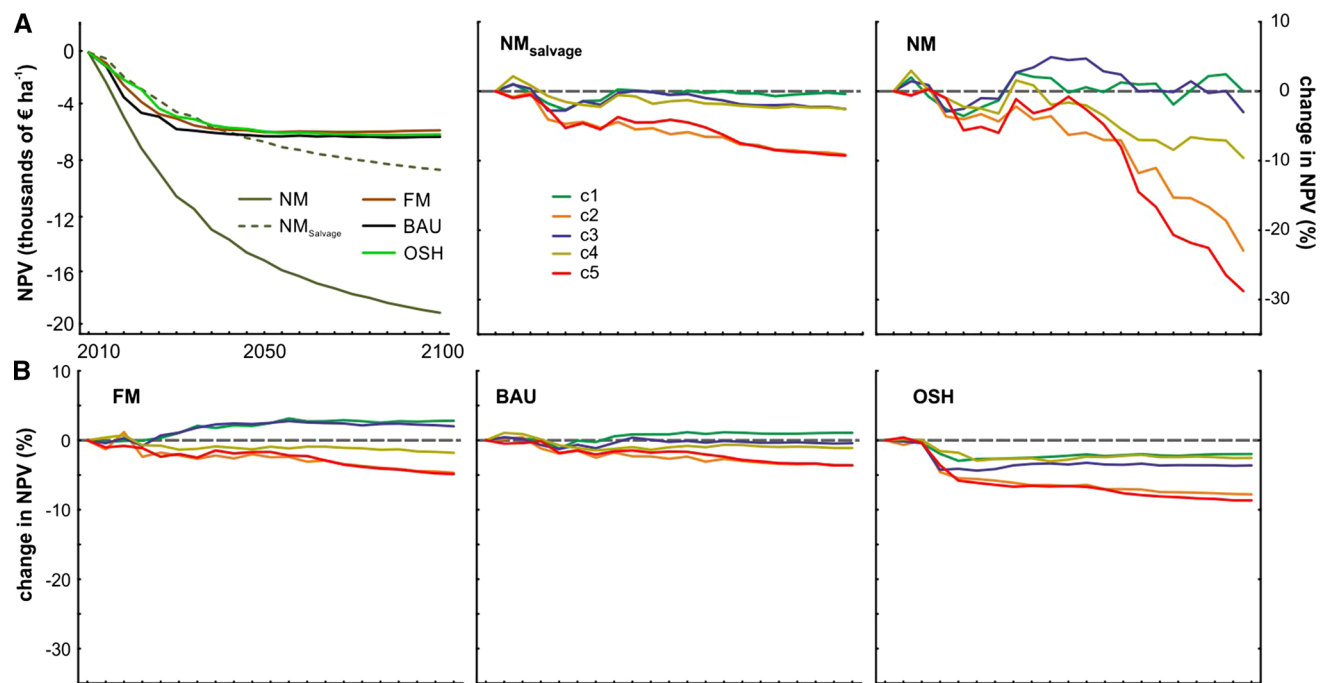 A
NPV (thousands of € ha⁻¹)
0
-4
-8
-12
-16
-20
2010
2050
2100
NM
NMSalvage
FM
BAU
OSH
NMsalvage
c1
c2
c3
c4
c5
NM
10
0
-10
-20
-30
change in NPV (%)
B
change in NPV (%)
10
0
-10
-20
-30
FM
BAU
OSH